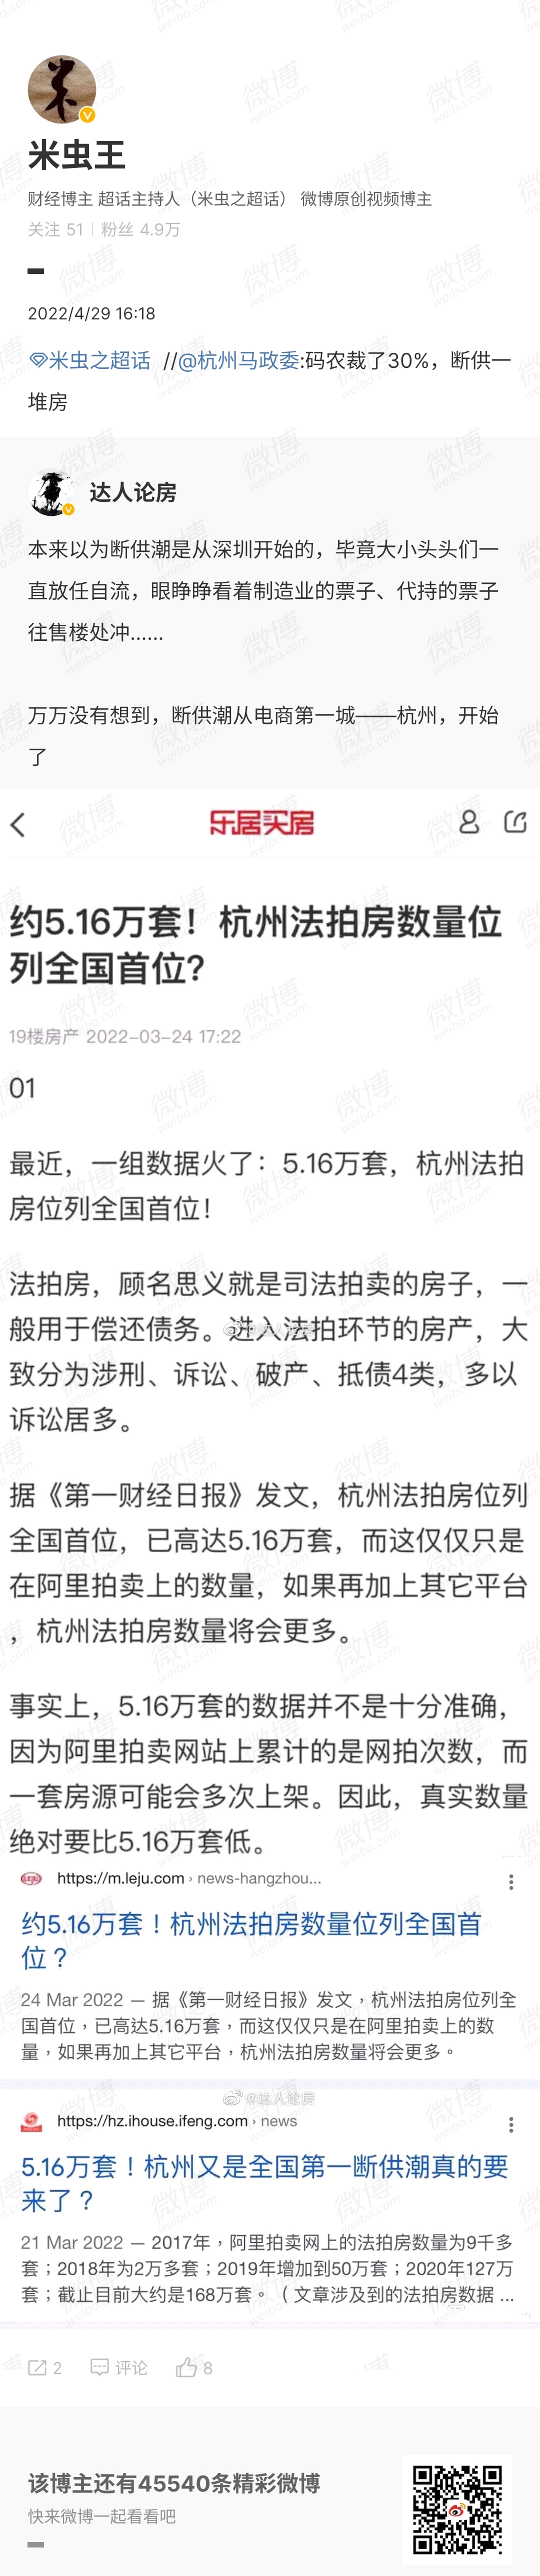 米虫王
财经博主 超话主持人（米虫之超话） 微博原创视频博主
关注 51 | 粉丝 4.9万
2022/4/29 16:18
米虫之超话 //@杭州马政委:码农裁了30%，断供一
堆房
达人论房
本来以为断供潮是从深圳开始的，毕竟大小头头们一
直放任自流，眼睁睁看着制造业的票子、代持的票子
往售楼处冲......
万万没有想到，断供潮从电商第一城——杭州，开始
了
乐居买房
约5.16万套！杭州法拍房数量位
列全国首位?
19楼房产 2022-03-24 17:22
01
最近，一组数据火了：5.16万套，杭州法拍
房位列全国首位！
法拍房，顾名思义就是司法拍卖的房子，一
般用于偿还债务。进入法拍环节的房产，大
致分为涉刑、诉讼、破产、抵债4类，多以
诉讼居多。
据《第一财经日报》发文，杭州法拍房位列
全国首位，已高达5.16万套，而这仅仅只是
在阿里拍卖上的数量，如果再加上其它平台
，杭州法拍房数量将会更多。
事实上，5.16万套的数据并不是十分准确，
因为阿里拍卖网站上累计的是网拍次数，而
一套房源可能会多次上架。因此，真实数量
绝对要比5.16万套低。
https://m.leju.com › news-hangzhou...
约5.16万套！杭州法拍房数量位列全国首
位？
24 Mar 2022 — 据《第一财经日报》发文，杭州法拍房位列全
国首位，已高达5.16万套，而这仅仅只是在阿里拍卖上的数
量，如果再加上其它平台，杭州法拍房数量将会更多。
@达人论房
https://hz.ihouse.ifeng.com › news
5.16万套！杭州又是全国第一断供潮真的要
来了？
21 Mar 2022 — 2017年，阿里拍卖网上的法拍房数量为9千多
套；2018年为2万多套；2019年增加到50万套；2020年127万
套；截止目前大约是168万套。（文章涉及到的法拍房数据 ...
2 评论 8
该博主还有45540条精彩微博
快来微博一起看看吧